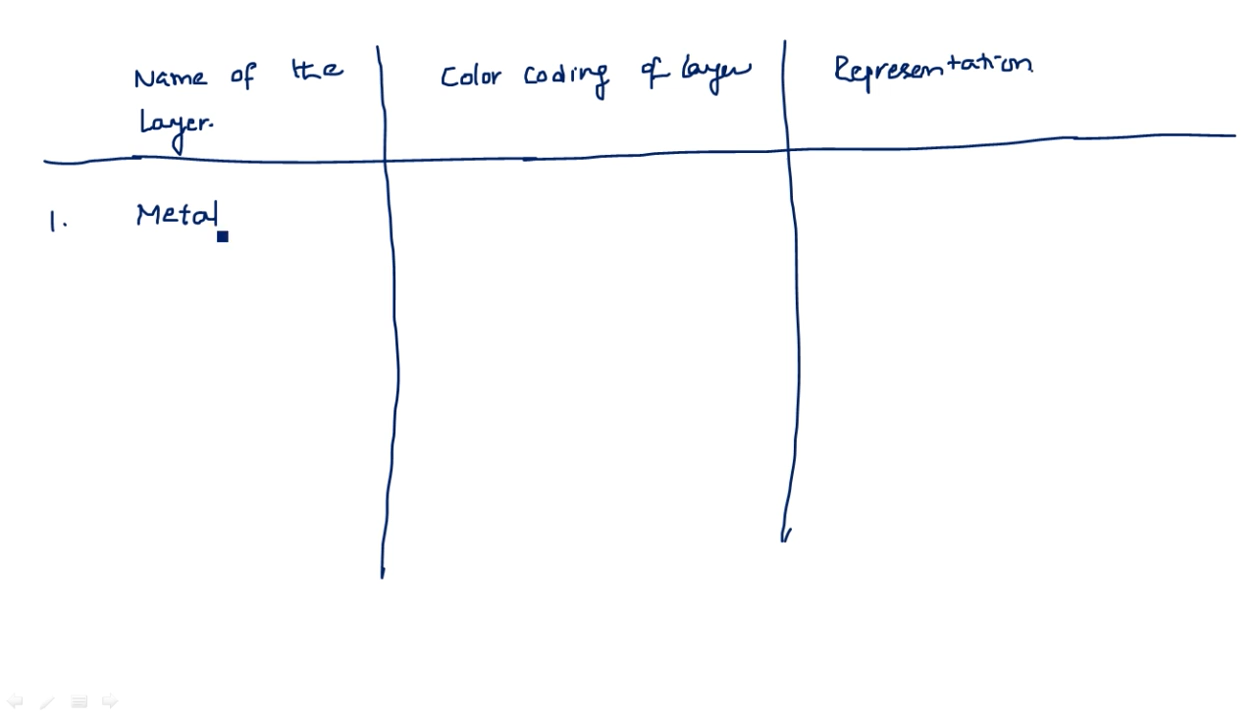 Name of the
Layer.
Color coding of layer
Representation
1. Metal